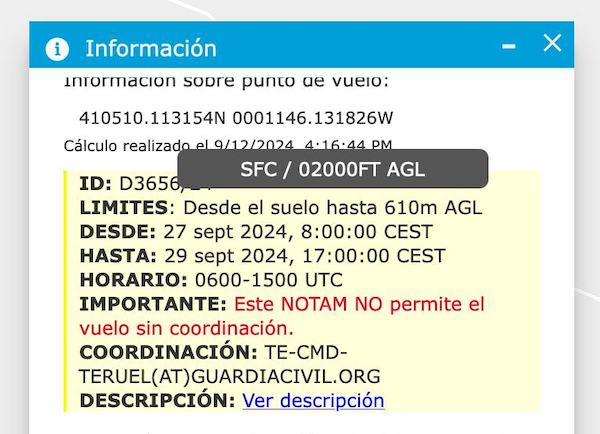 Información
Información sobre punto de vuelo:
410510.113154N 0001146.131826W
Cálculo realizado el 9/12/2024, 4:16:44 PM
SFC / 02000FT AGL
ID: D3656/24
LIMITES: Desde el suelo hasta 610m AGL
DESDE: 27 sept 2024, 8:00:00 CEST
HASTA: 29 sept 2024, 17:00:00 CEST
HORARIO: 0600-1500 UTC
IMPORTANTE: Este NOTAM NO permite el
vuelo sin coordinación.
COORDINACIÓN: TE-CMD-
TERUEL(AT)GUARDIACIVIL.ORG
DESCRIPCIÓN: Ver descripción